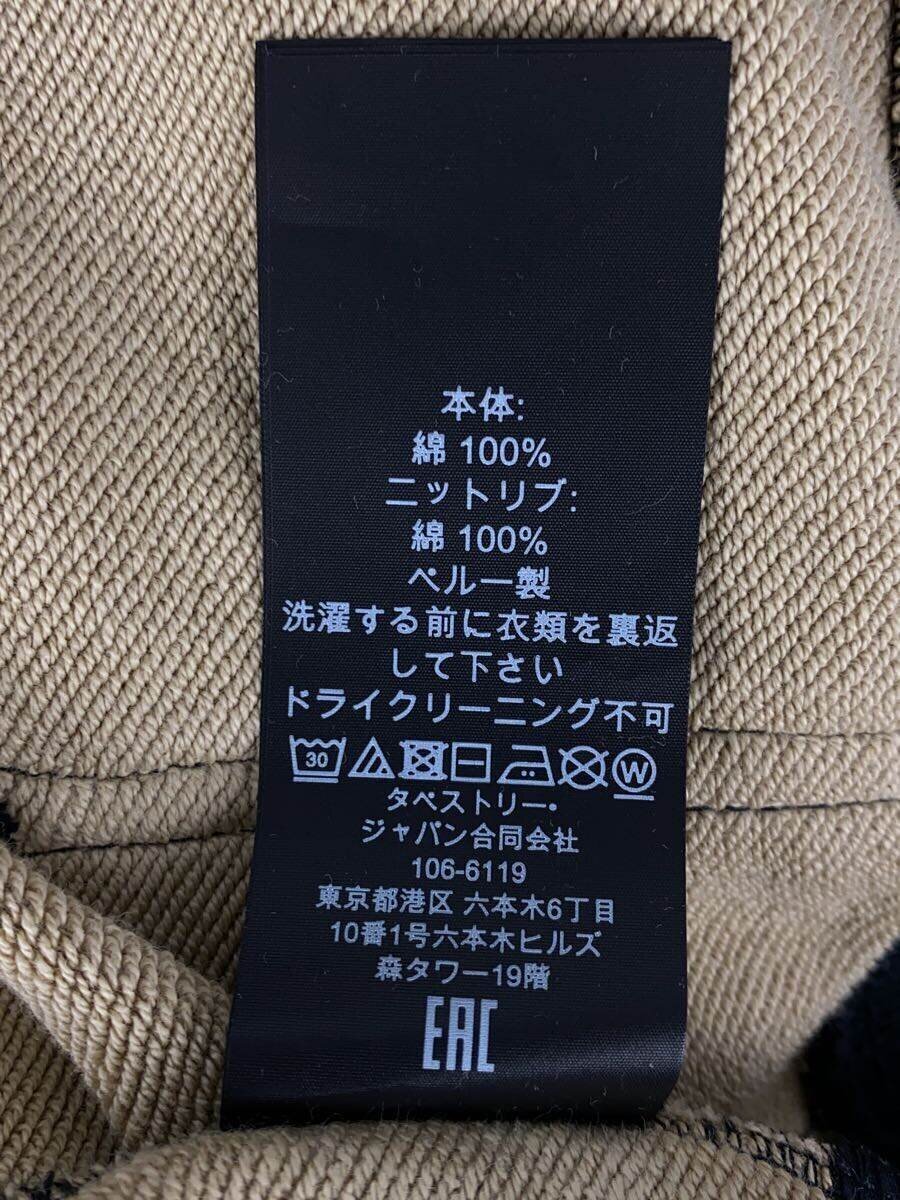 本体:
綿 100%
ニットリブ:
綿 100%
ペルー製
洗濯する前に衣類を裏返
して下さい
ドライクリーニング不可
30 W
タペストリー・
ジャパン合同会社
106-6119
東京都港区 六本木6丁目
10番1号六本木ヒルズ
森タワー19階
EAC